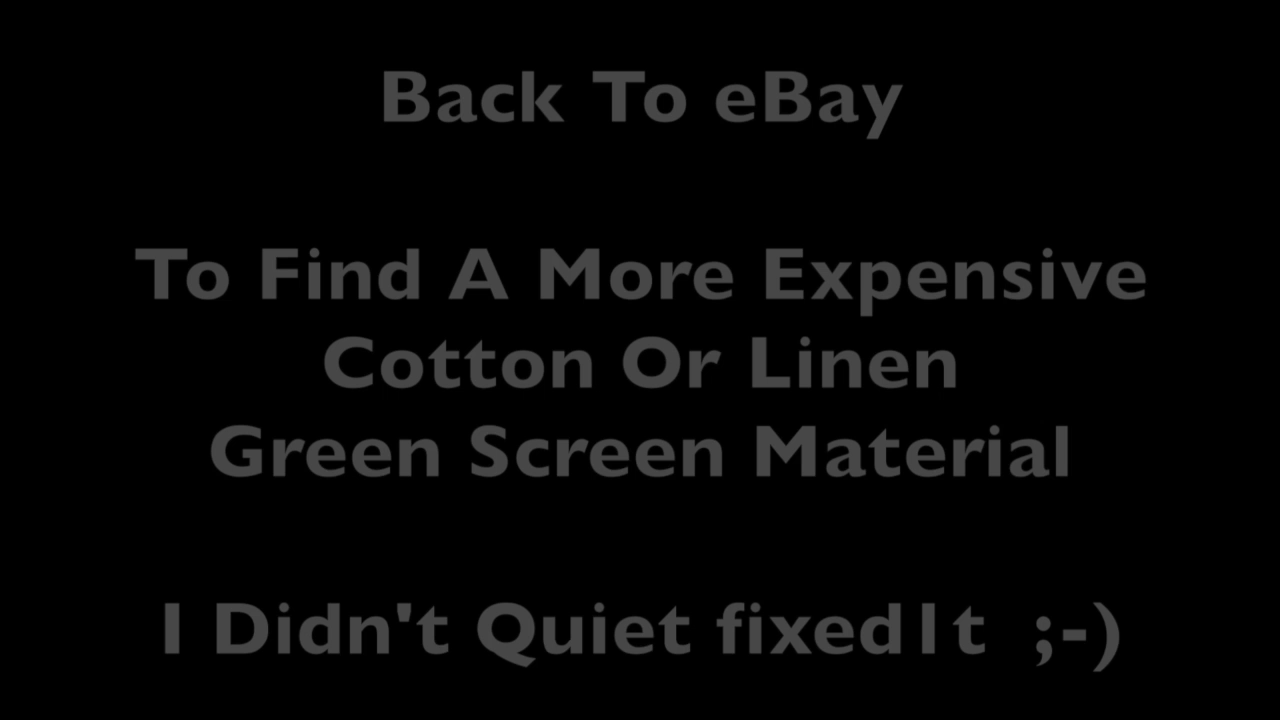 Back To eBay
To Find A More Expensive
Cotton Or Linen
Green Screen Material
I Didn't Quiet fixed1t ;-)